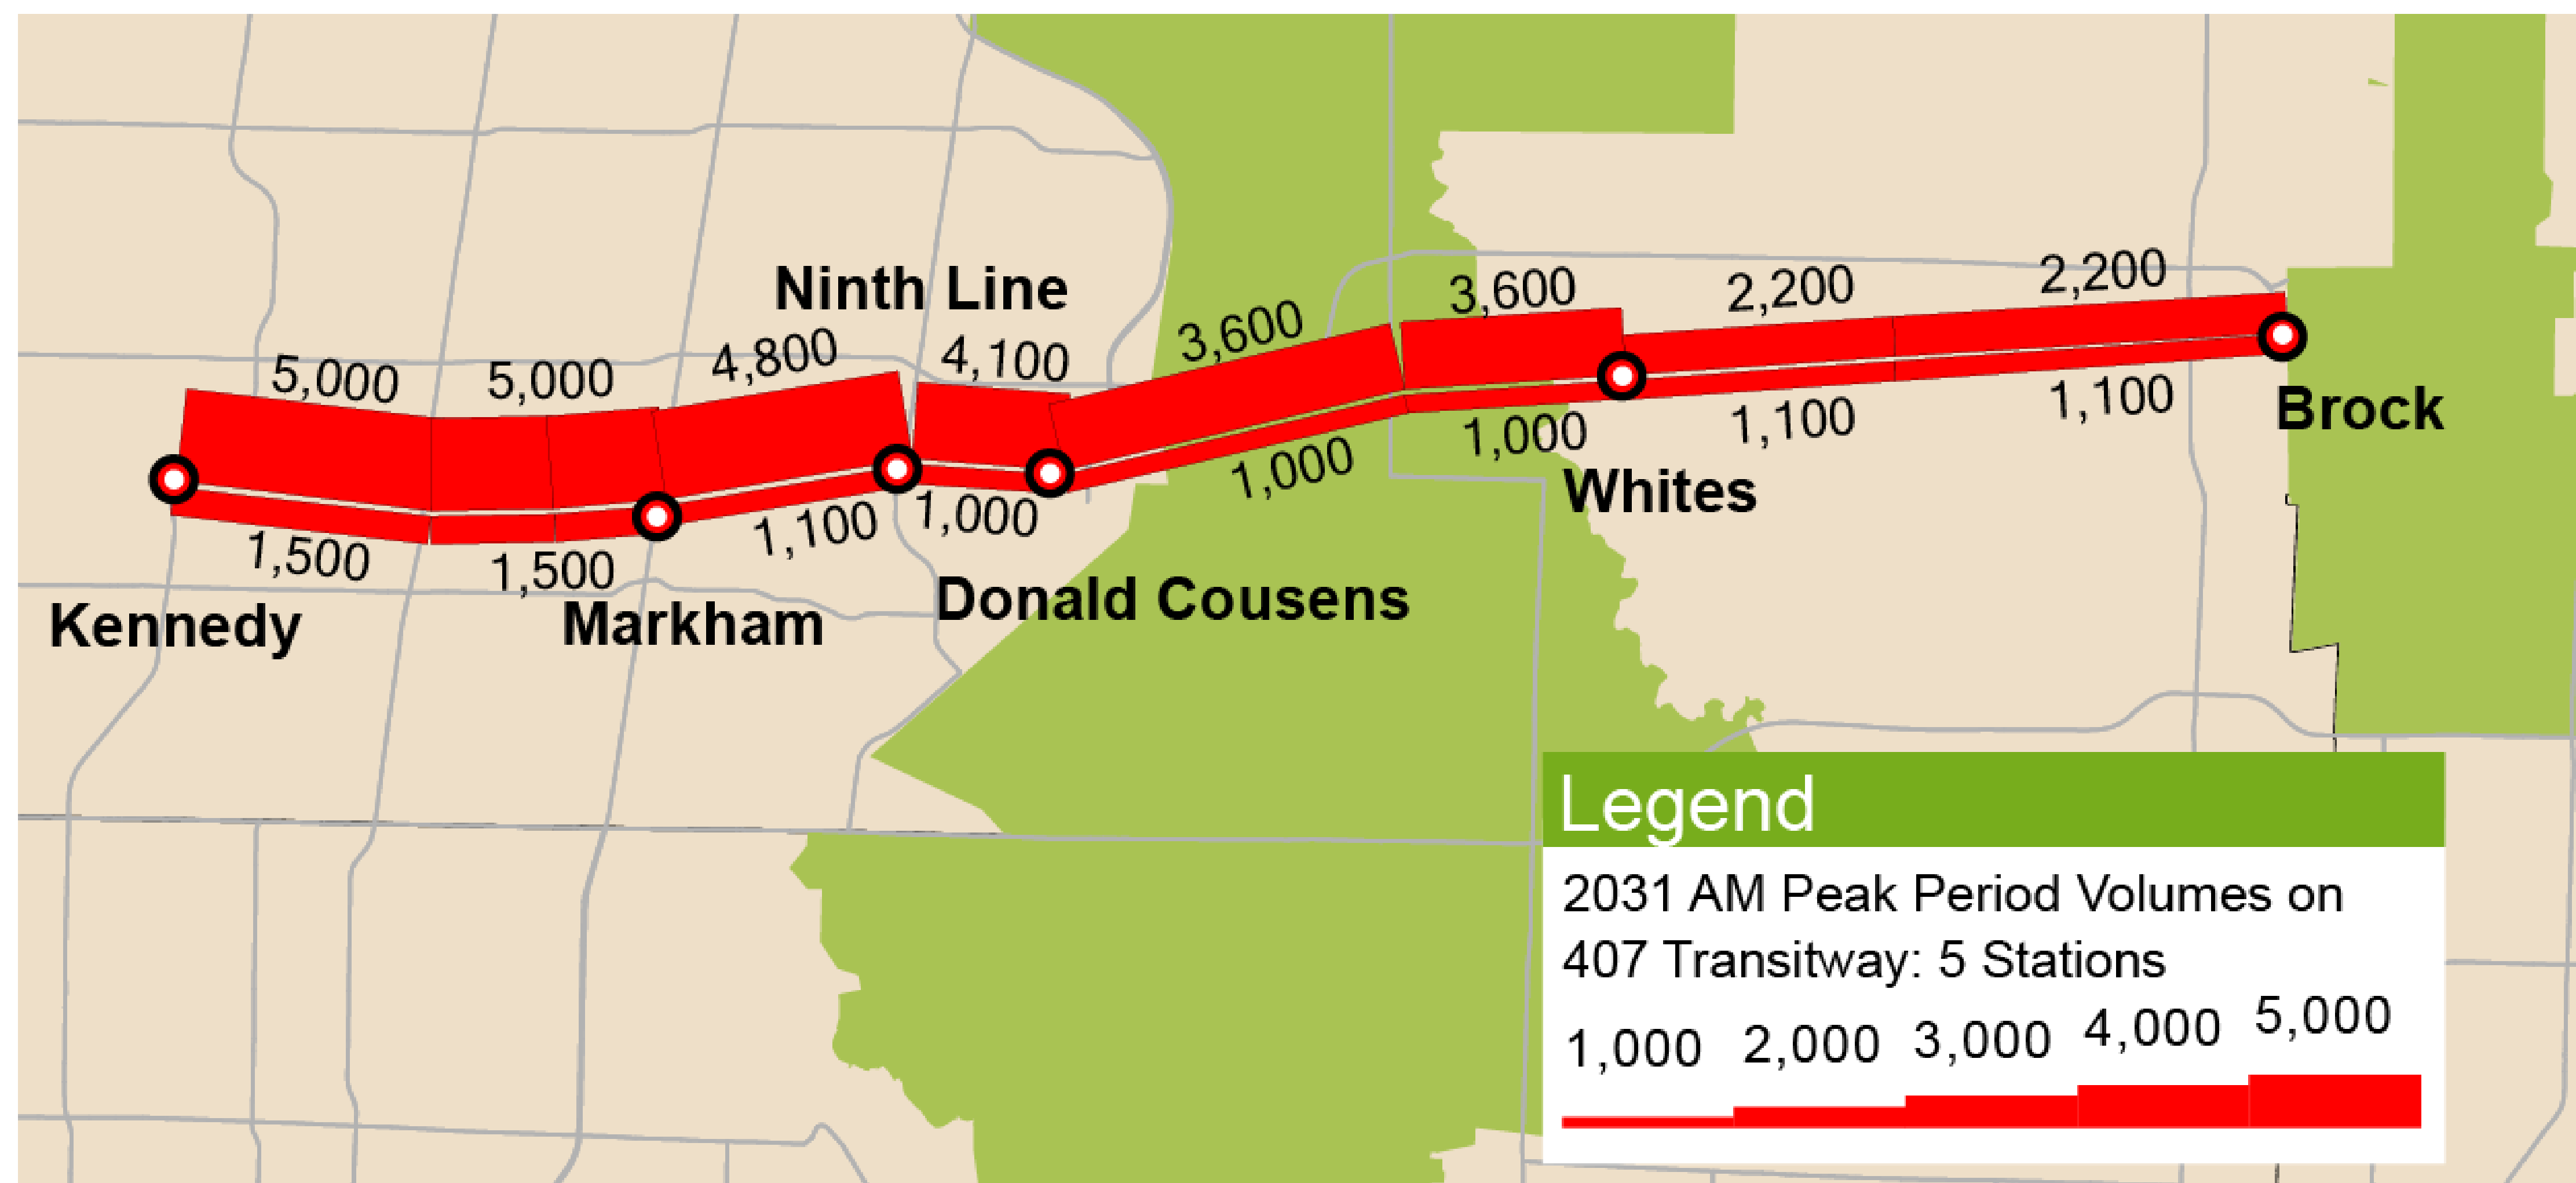 Ninth Line
5,000
5,000
4,800
4,100
3,600
3,600
2,200
2,200
1,500
1,500
1,100
1,000
1,000
1,000
1,100
1,100
Kennedy
Markham
Donald Cousens
Whites
Brock
Legend
2031 AM Peak Period Volumes on
407 Transitway: 5 Stations
1,000 2,000 3,000 4,000 5,000